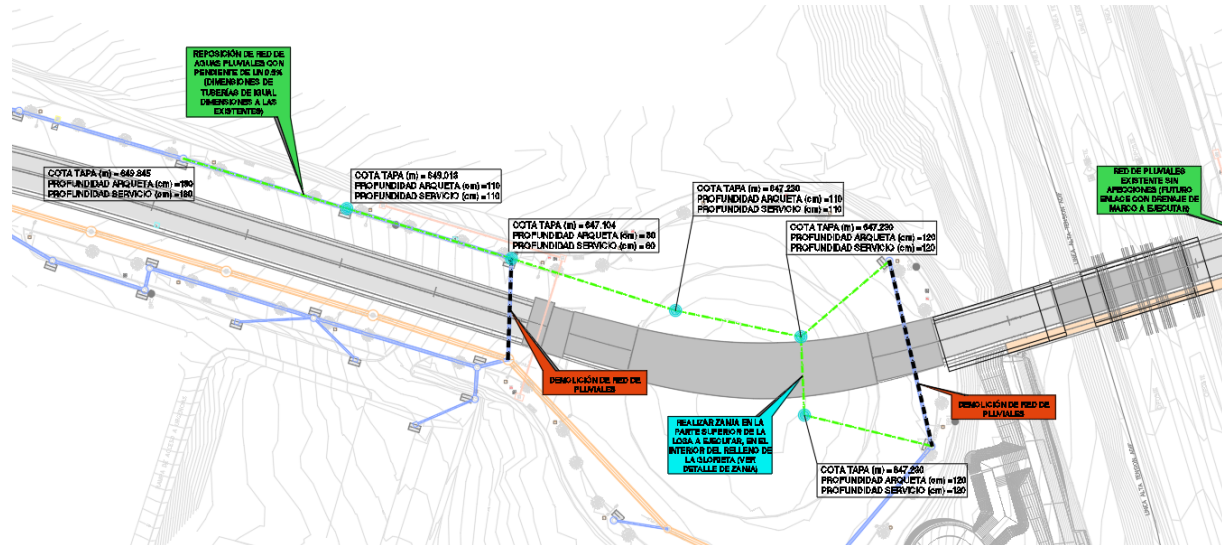 REPOSICIÓN DE RED DE
AGUAS PLUVIALES CON
PENDIENTE DE UN 0.5%
(DIMENSIONES DE
TUBERÍAS DE IGUAL
DIMENSIONES A LAS
EXISTENTES)
COTA TAPA (m) = 649.845
PROFUNDIDAD ARQUETA (cm) =180
PROFUNDIDAD SERVICIO (cm) =180
COTA TAPA (m) = 649.013
PROFUNDIDAD ARQUETA (cm) =110
PROFUNDIDAD SERVICIO (cm) =110
COTA TAPA (m) = 647.104
PROFUNDIDAD ARQUETA (cm) =80
PROFUNDIDAD SERVICIO (cm) =60
COTA TAPA (m) = 647.230
PROFUNDIDAD ARQUETA (cm) =110
PROFUNDIDAD SERVICIO (cm) =110
COTA TAPA (m) = 647.230
PROFUNDIDAD ARQUETA (cm) =120
PROFUNDIDAD SERVICIO (cm) =120
RED DE PLUVIALES
EXISTENTE SIN
AFECCIONES (FUTURO
ENLACE CON DRENAJE DE
MARCO A EJECUTAR)
DEMOLICIÓN DE RED DE
PLUVIALES
DEMOLICIÓN DE RED DE
PLUVIALES
REALIZAR ZANJA EN LA
PARTE SUPERIOR DE LA
LOSA A EJECUTAR, EN EL
INTERIOR DEL RELLENO DE
LA GLORIETA (VER
DETALLE DE ZANJA)
COTA TAPA (m) = 647.230
PROFUNDIDAD ARQUETA (cm) =120
PROFUNDIDAD SERVICIO (cm) =120